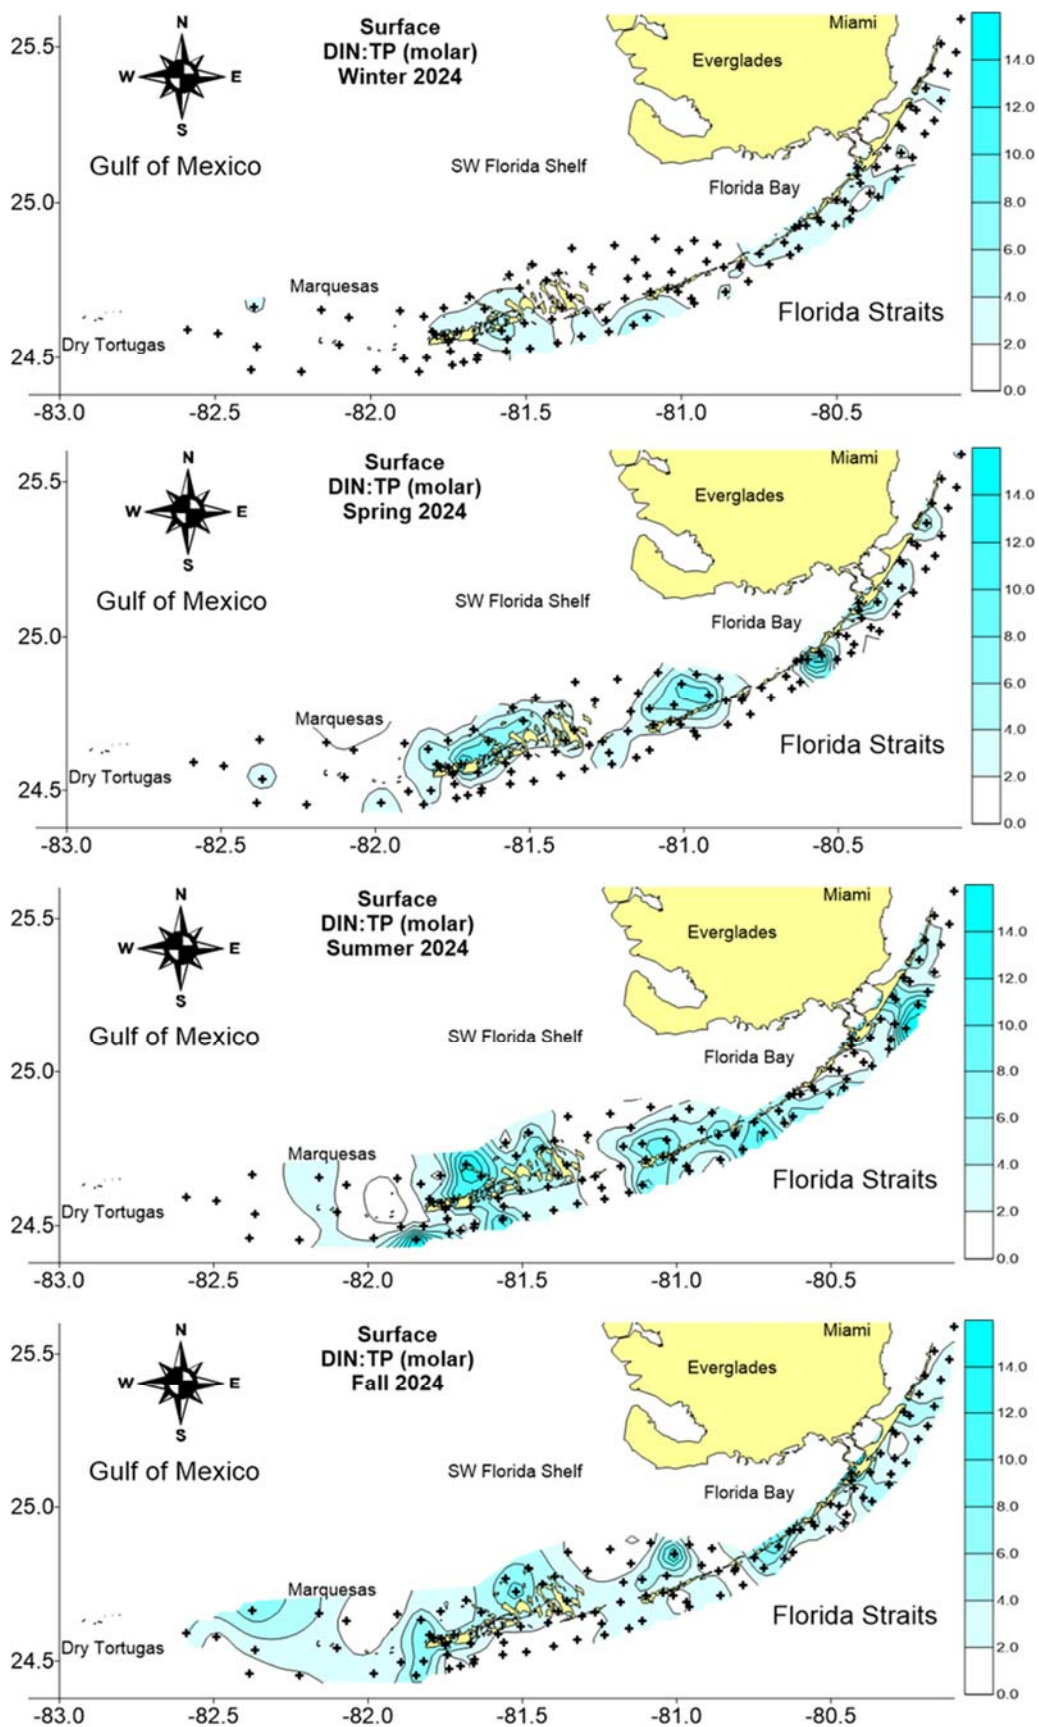 N
W E
S
Surface
DIN:TP (molar)
Winter 2024
Miami
Everglades
Gulf of Mexico
SW Florida Shelf
Florida Bay
Marquesas
Florida Straits
Dry Tortugas
25.5
25.0
24.5
-83.0 -82.5 -82.0 -81.5 -81.0 -80.5
14.0
12.0
10.0
8.0
6.0
4.0
2.0
0.0
N
W E
S
Surface
DIN:TP (molar)
Spring 2024
Miami
Everglades
Gulf of Mexico
SW Florida Shelf
Florida Bay
Marquesas
Florida Straits
Dry Tortugas
25.5
25.0
24.5
-83.0 -82.5 -82.0 -81.5 -81.0 -80.5
14.0
12.0
10.0
8.0
6.0
4.0
2.0
0.0
N
W E
S
Surface
DIN:TP (molar)
Summer 2024
Miami
Everglades
Gulf of Mexico
SW Florida Shelf
Florida Bay
Marquesas
Florida Straits
Dry Tortugas
25.5
25.0
24.5
-83.0 -82.5 -82.0 -81.5 -81.0 -80.5
14.0
12.0
10.0
8.0
6.0
4.0
2.0
0.0
N
W E
S
Surface
DIN:TP (molar)
Fall 2024
Miami
Everglades
Gulf of Mexico
SW Florida Shelf
Florida Bay
Marquesas
Florida Straits
Dry Tortugas
25.5
25.0
24.5
-83.0 -82.5 -82.0 -81.5 -81.0 -80.5
14.0
12.0
10.0
8.0
6.0
4.0
2.0
0.0